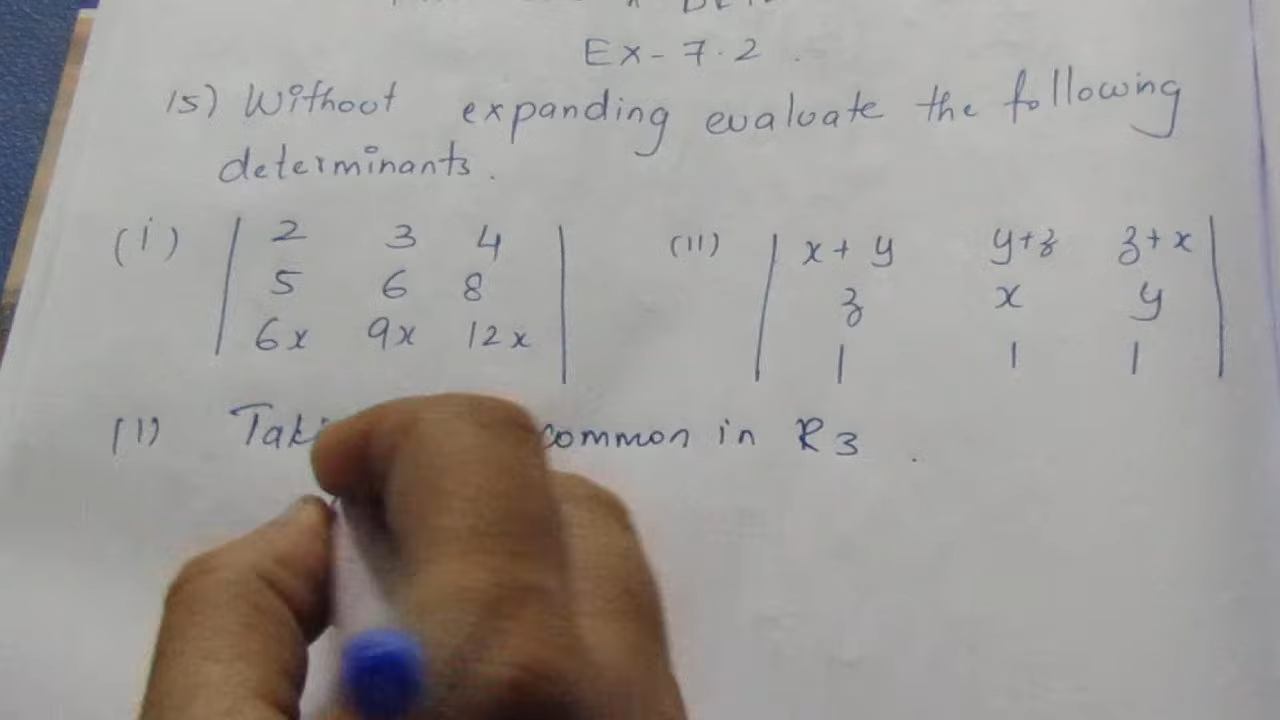 Ex-7.2.
15) Without expanding evaluate the following
determinants.
(i) | 2 3 4 | (ii) | x+y y+z z+x |
| 5 6 8 | | z x y |
| 6x 9x 12x | | 1 1 1 |
(i) common in R3.